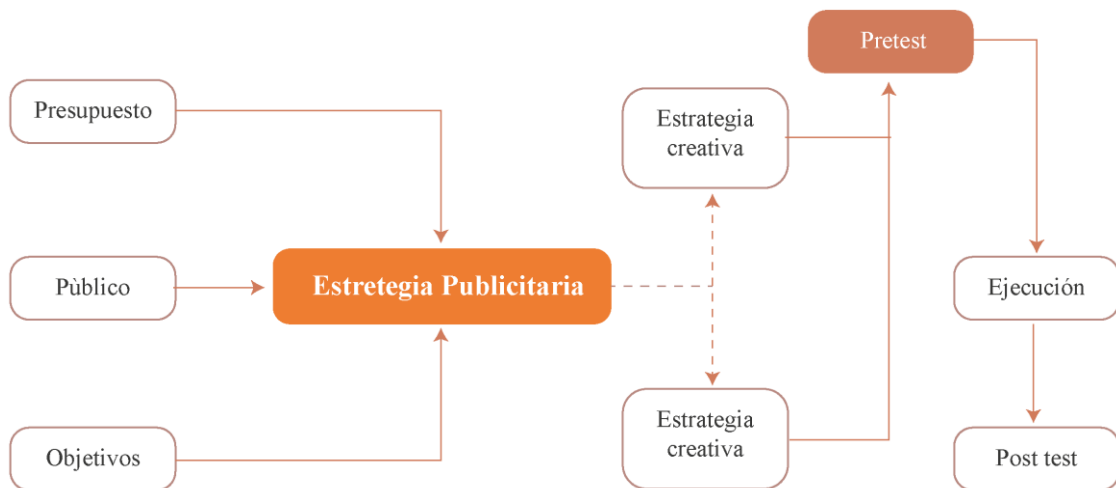 Presupuesto
Pùblico
Objetivos
Estretegia Publicitaria
Estrategia
creativa
Estrategia
creativa
Pretest
Ejecución
Post test